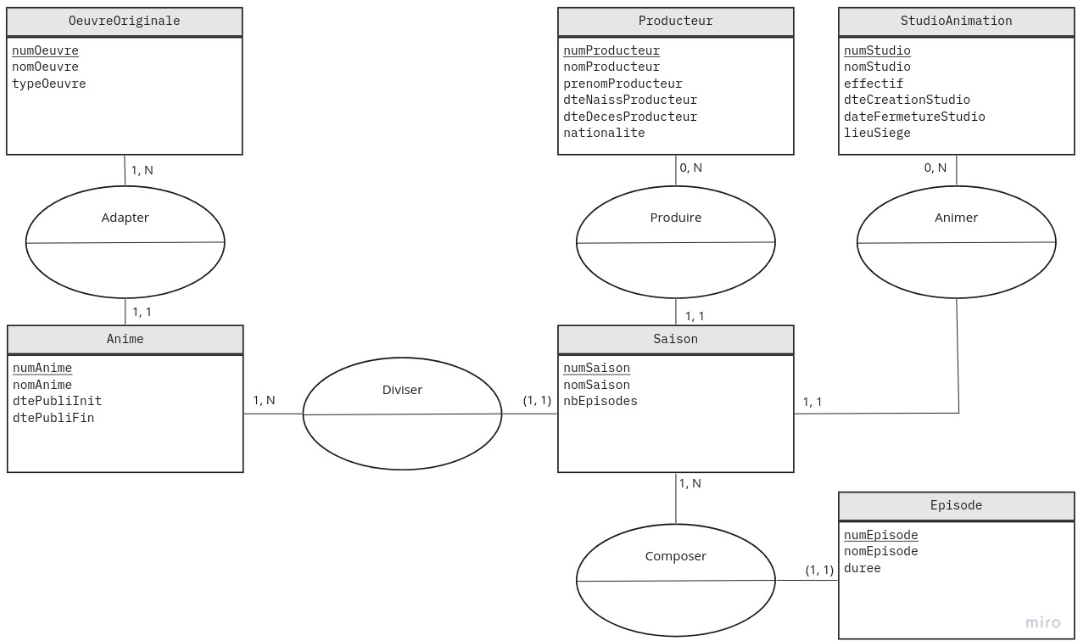 OeuvreOriginale
numOeuvre
nomOeuvre
typeOeuvre
Producteur
numProducteur
nomProducteur
prenomProducteur
dteNaissProducteur
dteDecesProducteur
nationalite
StudioAnimation
numStudio
nomStudio
effectif
dteCreationStudio
dateFermetureStudio
lieuSiege
1, N
0, N
0, N
Adapter
Produire
Animer
1, 1
1, 1
Anime
numAnime
nomAnime
dtePubliInit
dtePubliFin
1, N
Diviser
(1, 1)
Saison
numSaison
nomSaison
nbEpisodes
1, 1
1, N
Composer
(1, 1)
Episode
numEpisode
nomEpisode
duree
miro